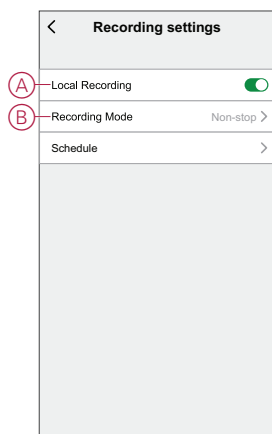 Recording settings
A Local Recording
B Recording Mode Non-stop
Schedule